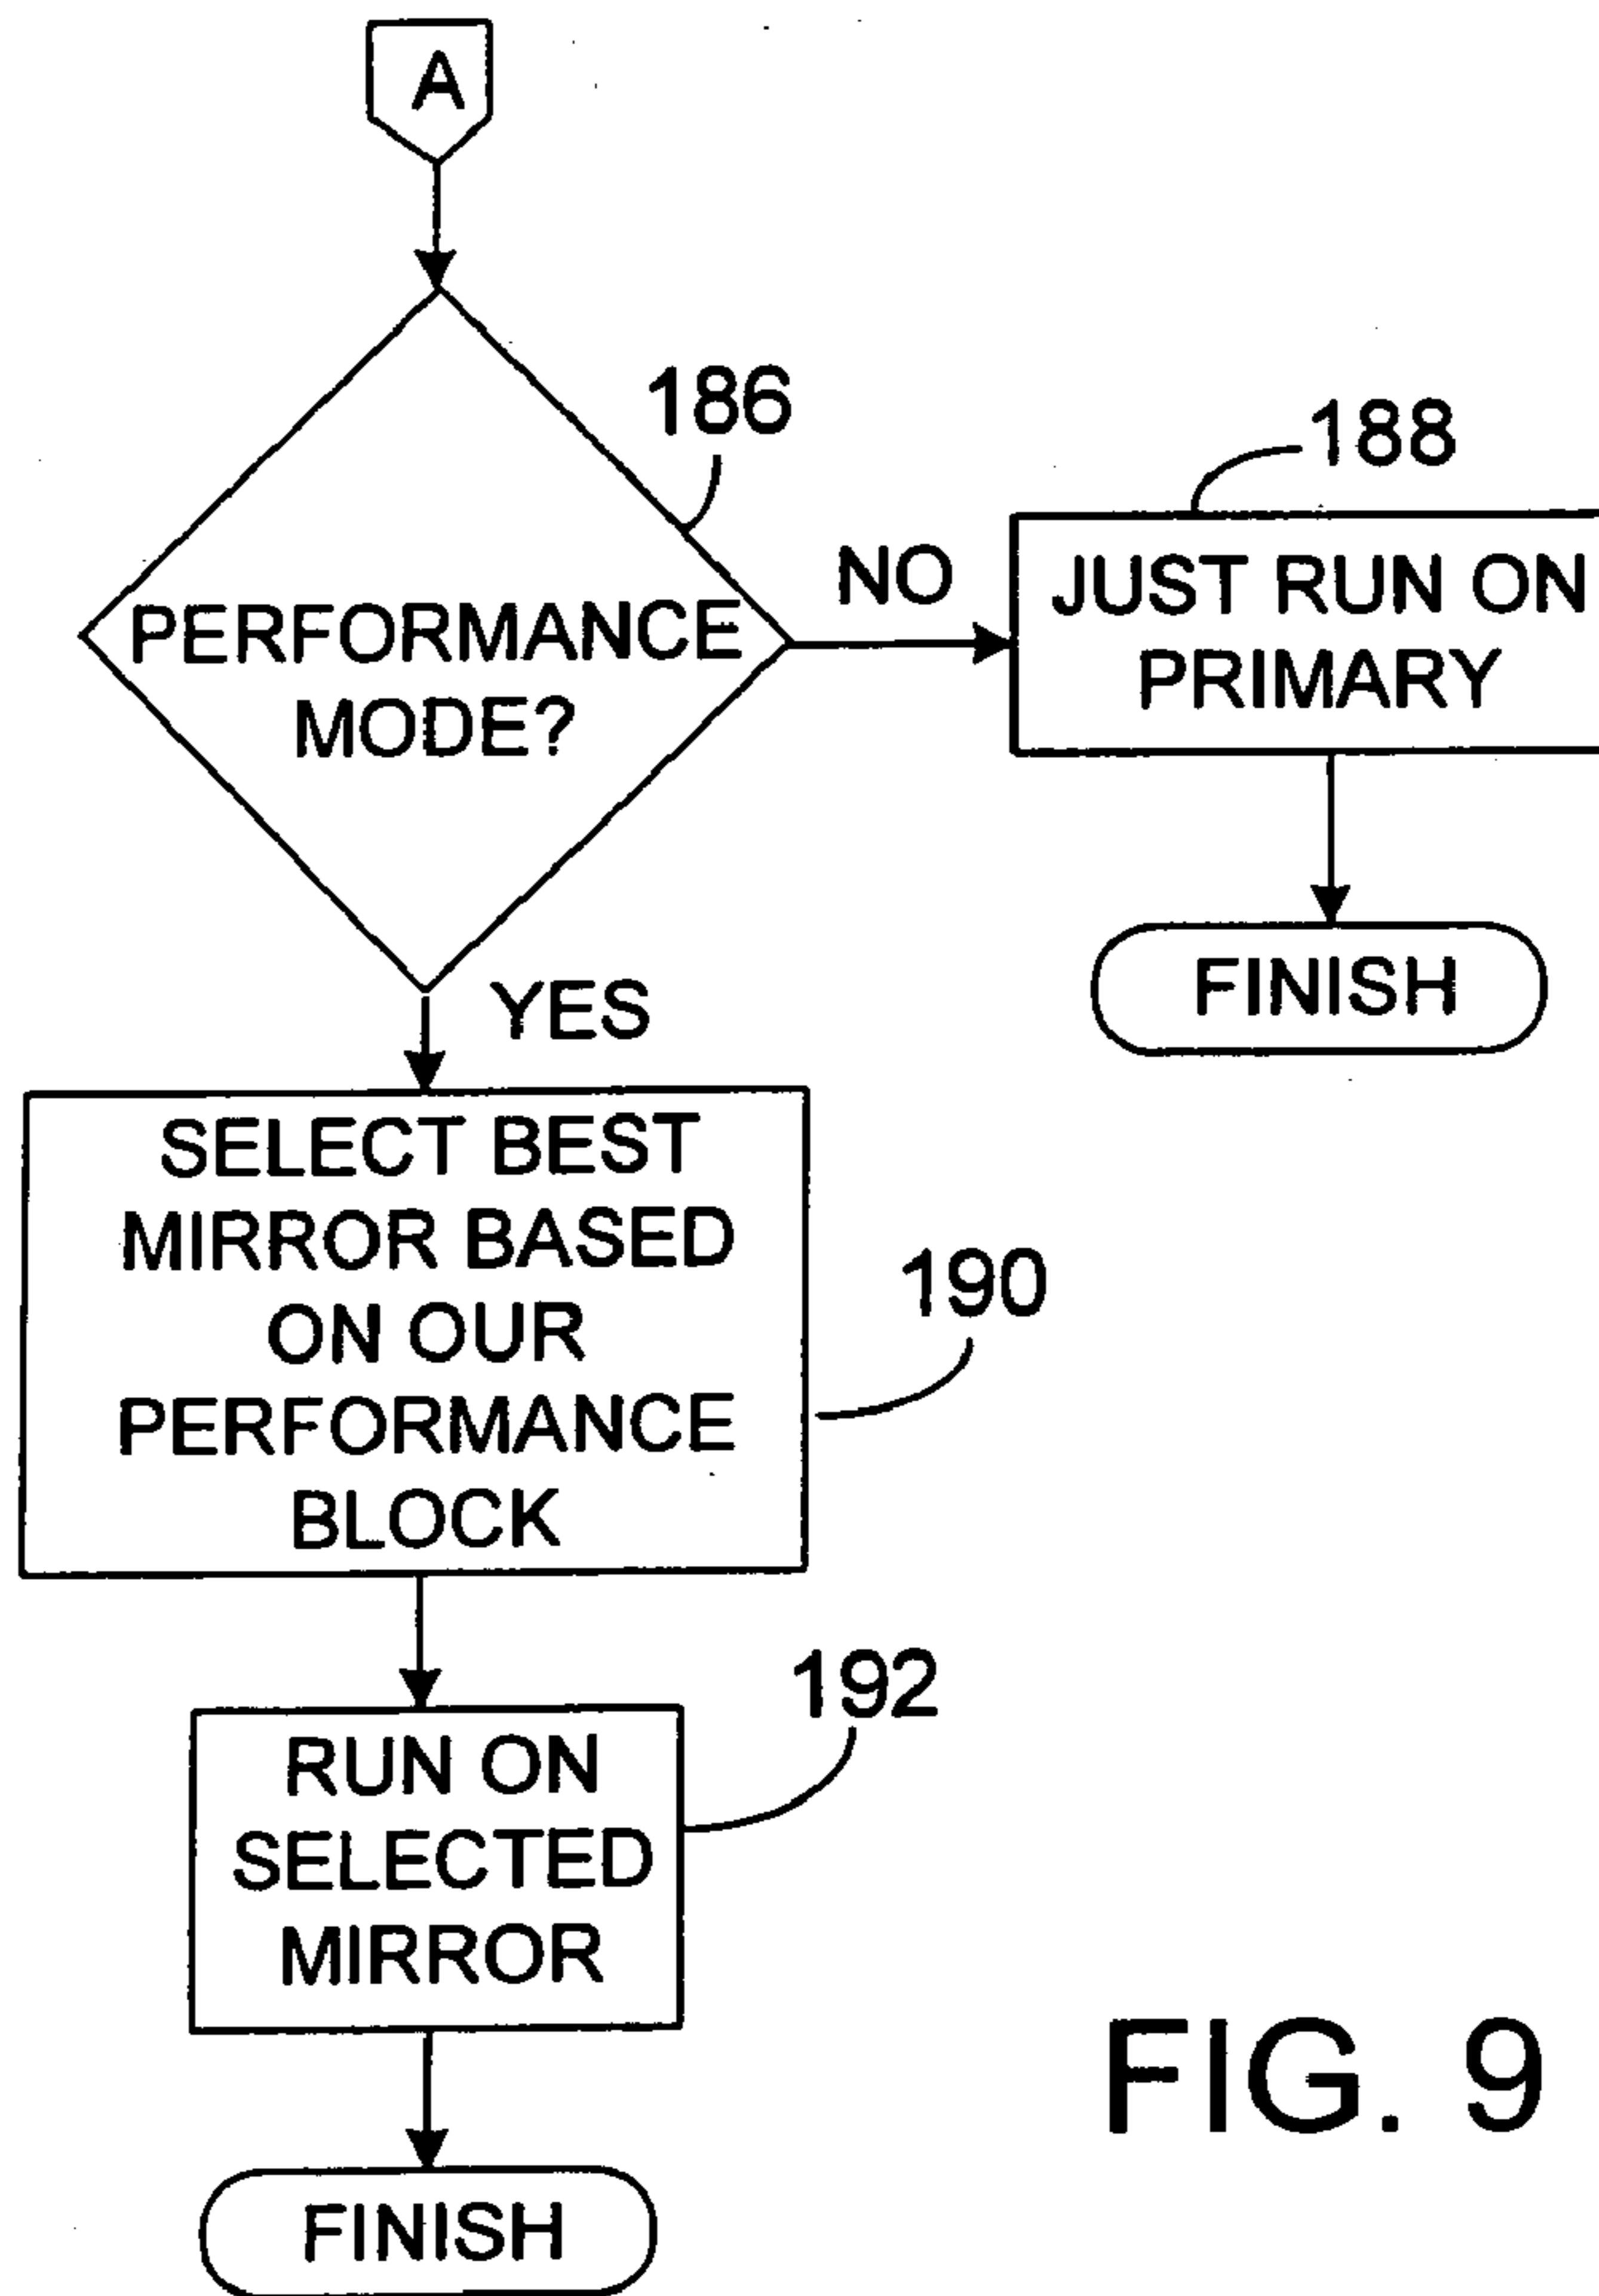 A
186
PERFORMANCE
MODE?
NO
188
JUST RUN ON
PRIMARY
FINISH
YES
SELECT BEST
MIRROR BASED
ON OUR
PERFORMANCE
BLOCK
190
192
RUN ON
SELECTED
MIRROR
FINISH
FIG. 9